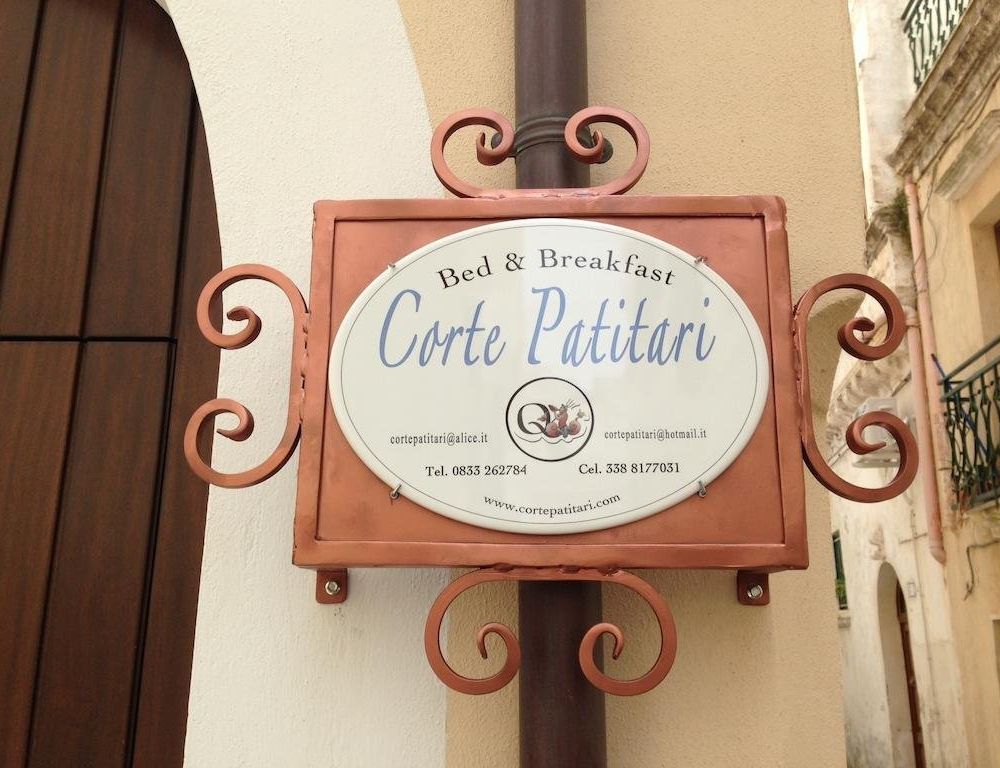 Bed & Breakfast
Corte Patitari
Q
cortepatitari@alice.it
cortepatitari@hotmail.it
Tel. 0833 262784
Cel. 338 8177031
www.cortepatitari.com